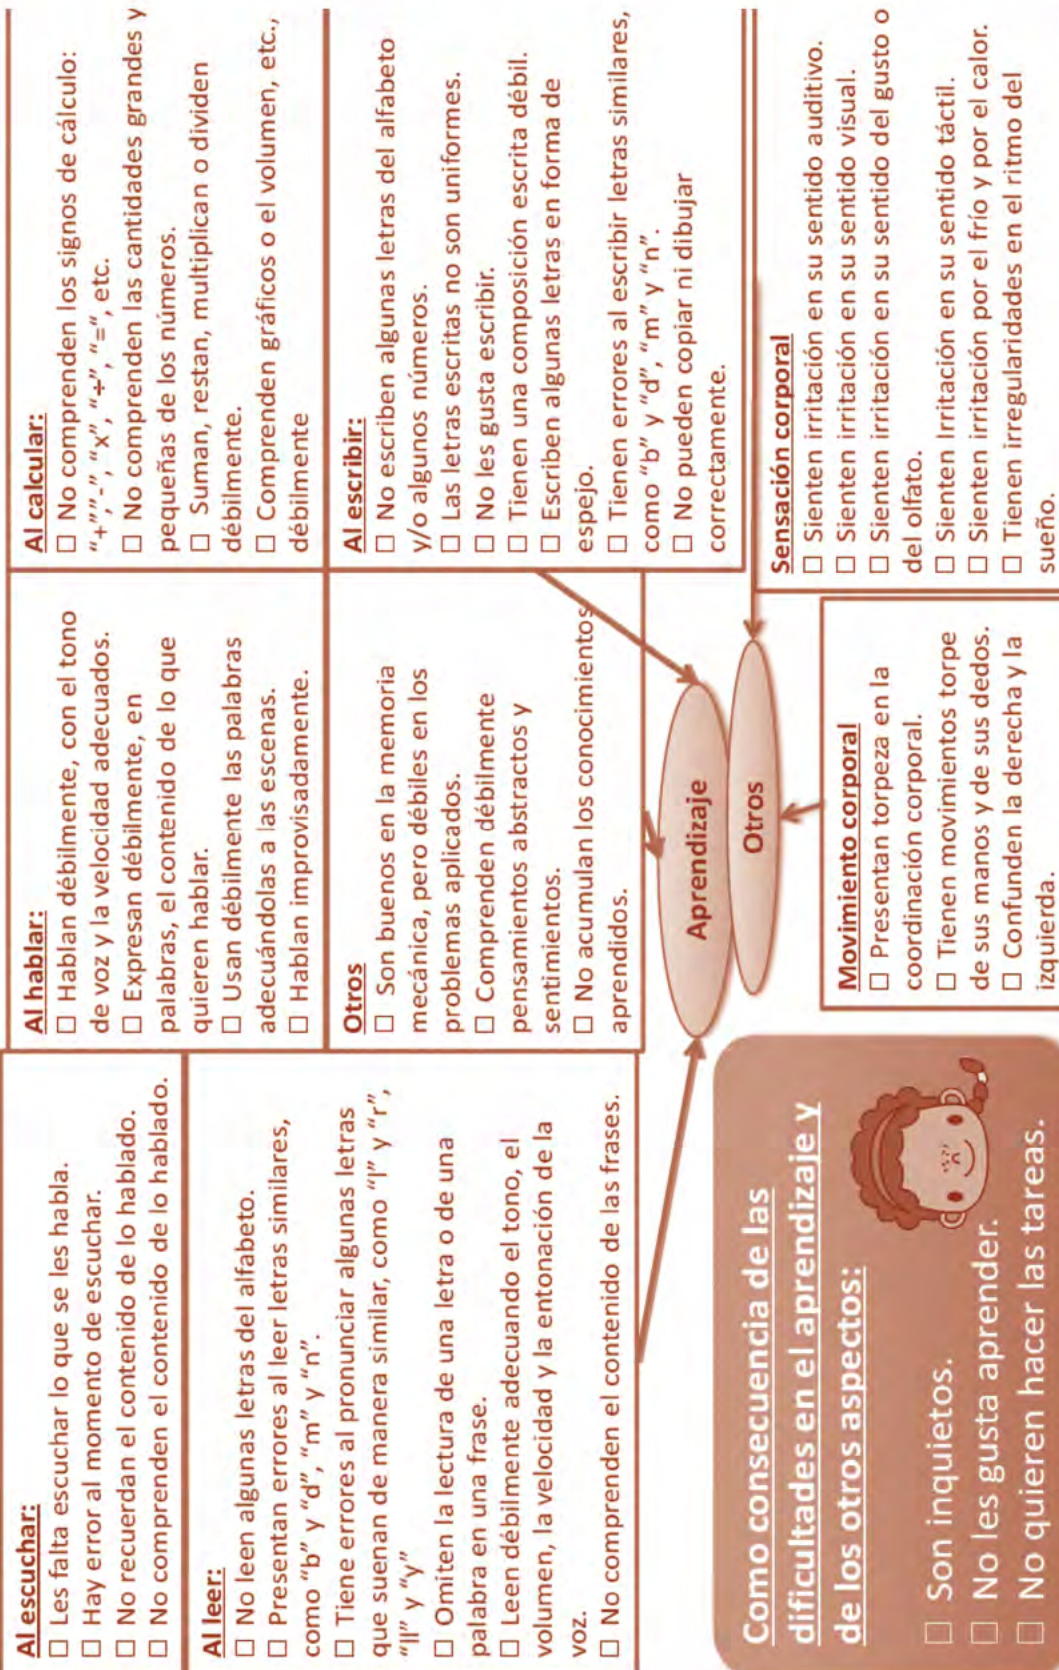 Al escuchar:
☐ Les falta escuchar lo que se les habla.
☐ Hay error al momento de escuchar.
☐ No recuerdan el contenido de lo hablado.
☐ No comprenden el contenido de lo hablado.
Al leer:
☐ No leen algunas letras del alfabeto.
☐ Presentan errores al leer letras similares,
como "b" y "d", "m" y "n".
☐ Tiene errores al pronunciar algunas letras
que suenan de manera similar, como "l" y "r",
"ll" y "y"
☐ Omiten la lectura de una letra o de una
palabra en una frase.
☐ Leen débilmente adecuando el tono, el
volumen, la velocidad y la entonación de la
voz.
☐ No comprenden el contenido de las frases.
Al hablar:
☐ Hablan débilmente, con el tono
de voz y la velocidad adecuados.
☐ Expresan débilmente, en
palabras, el contenido de lo que
quieren hablar.
☐ Usan débilmente las palabras
adecuándolas a las escenas.
☐ Hablan improvisadamente.
Otros
☐ Son buenos en la memoria
mecánica, pero débiles en los
problemas aplicados.
☐ Comprenden débilmente
pensamientos abstractos y
sentimientos.
☐ No acumulan los conocimientos
aprendidos.
Al calcular:
☐ No comprenden los signos de cálculo:
"+""-", "x", "÷", "=", etc.
☐ No comprenden las cantidades grandes y
pequeñas de los números.
☐ Suman, restan, multiplican o dividen
débilmente.
☐ Comprenden gráficos o el volumen, etc.,
débilmente
Al escribir:
☐ No escriben algunas letras del alfabeto
y/o algunos números.
☐ Las letras escritas no son uniformes.
☐ No les gusta escribir.
☐ Tienen una composición escrita débil.
☐ Escriben algunas letras en forma de
espejo.
☐ Tienen errores al escribir letras similares,
como "b" y "d", "m" y "n".
☐ No pueden copiar ni dibujar
correctamente.
Aprendizaje
Otros
Como consecuencia de las
dificultades en el aprendizaje y
de los otros aspectos:
☐ Son inquietos.
☐ No les gusta aprender.
☐ No quieren hacer las tareas.
Movimiento corporal
☐ Presentan torpeza en la
coordinación corporal.
☐ Tienen movimientos torpe
de sus manos y de sus dedos.
☐ Confunden la derecha y la
izquierda.
Sensación corporal
☐ Sienten irritación en su sentido auditivo.
☐ Sienten irritación en su sentido visual.
☐ Sienten irritación en su sentido del gusto o
del olfato.
☐ Sienten Irritación en su sentido táctil.
☐ Sienten irritación por el frío y por el calor.
☐ Tienen irregularidades en el ritmo del
sueño.